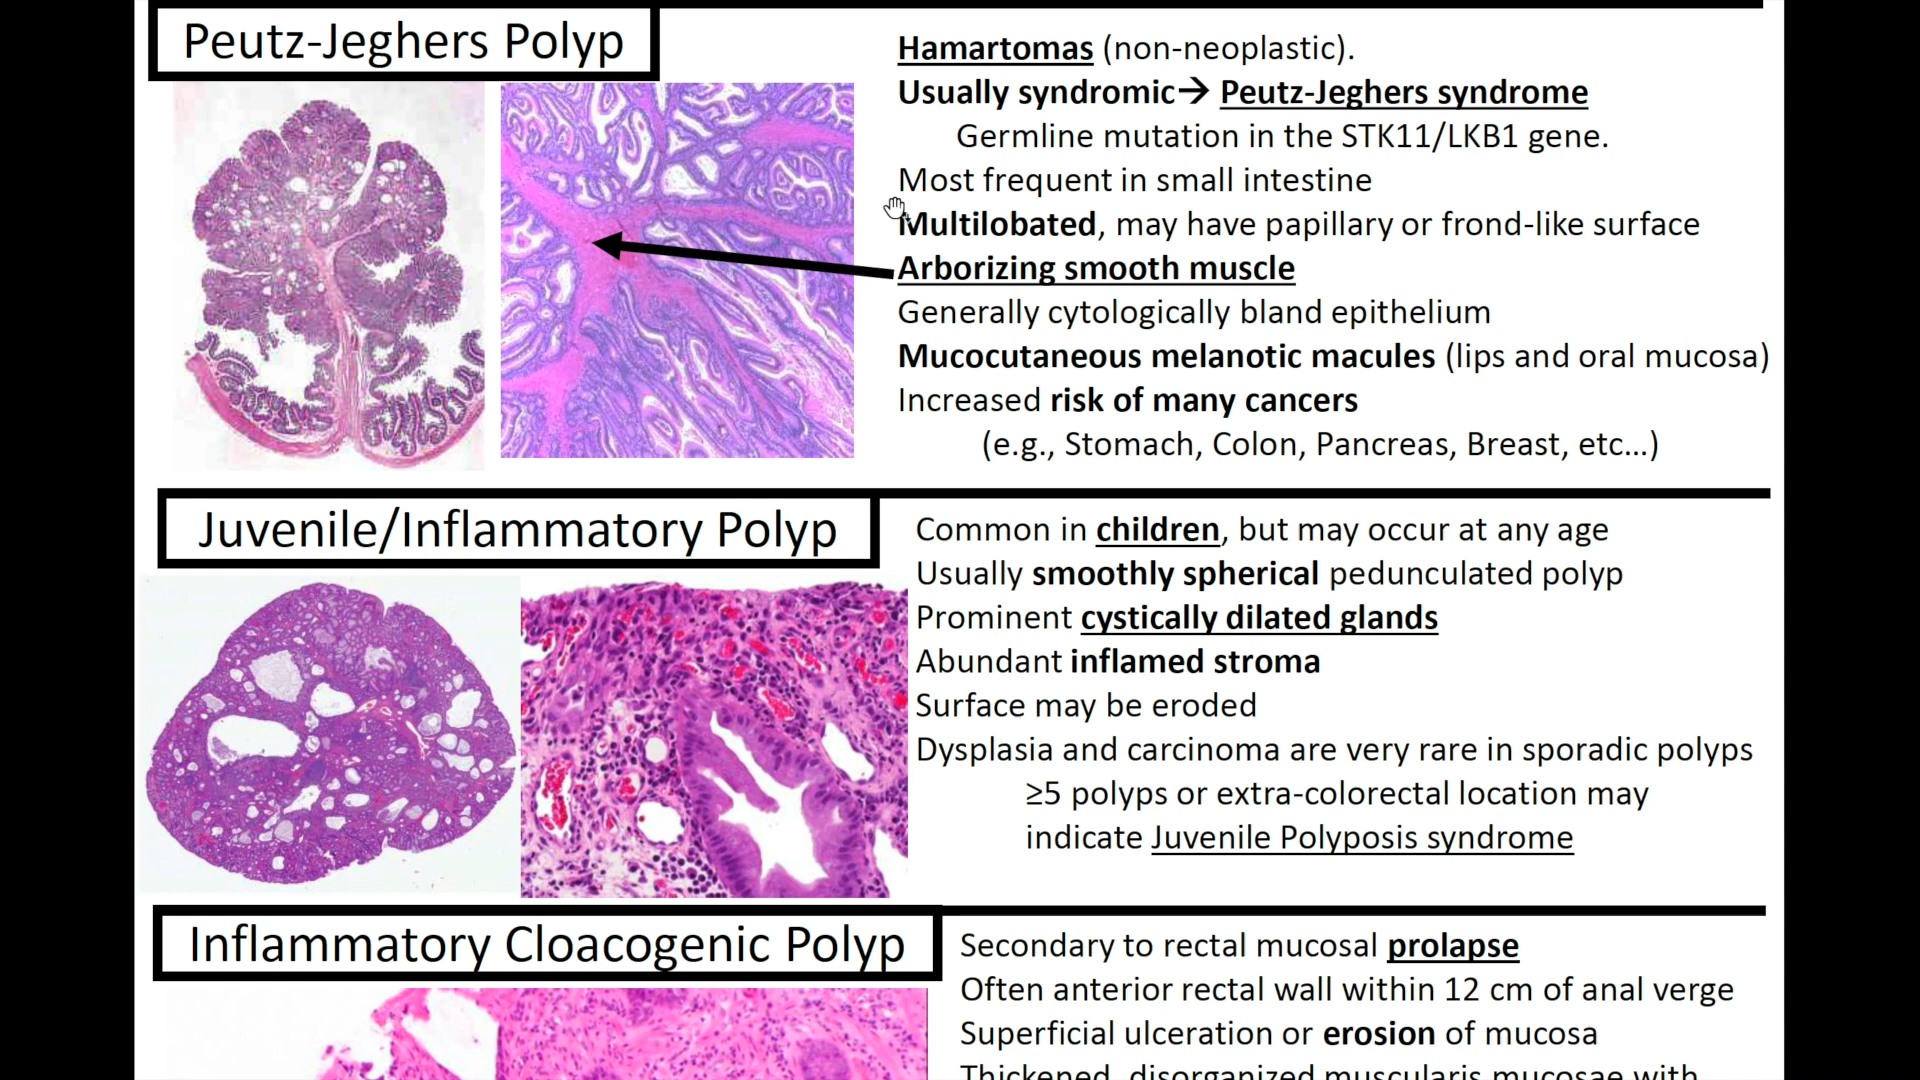 Peutz-Jeghers Polyp
Hamartomas (non-neoplastic).
Usually syndromic→ Peutz-Jeghers syndrome
Germline mutation in the STK11/LKB1 gene.
Most frequent in small intestine
Multilobated, may have papillary or frond-like surface
Arborizing smooth muscle
Generally cytologically bland epithelium
Mucocutaneous melanotic macules (lips and oral mucosa)
Increased risk of many cancers
(e.g., Stomach, Colon, Pancreas, Breast, etc…)
Juvenile/Inflammatory Polyp
Common in children, but may occur at any age
Usually smoothly spherical pedunculated polyp
Prominent cystically dilated glands
Abundant inflamed stroma
Surface may be eroded
Dysplasia and carcinoma are very rare in sporadic polyps
≥5 polyps or extra-colorectal location may
indicate Juvenile Polyposis syndrome
Inflammatory Cloacogenic Polyp
Secondary to rectal mucosal prolapse
Often anterior rectal wall within 12 cm of anal verge
Superficial ulceration or erosion of mucosa
Thickened, disorganized muscularis mucosae with